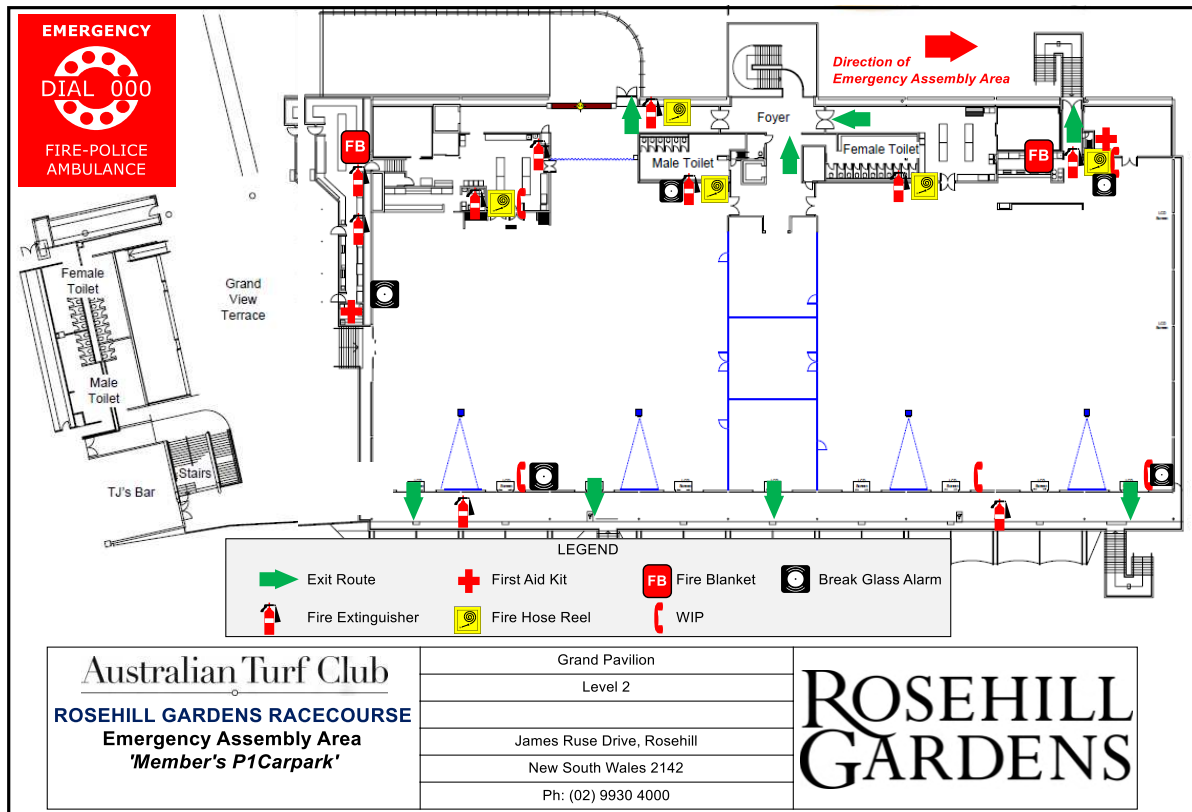 EMERGENCY
DIAL 000
FIRE-POLICE
AMBULANCE
Direction of
Emergency Assembly Area
Foyer
FB
Male Toilet
Female Toilet
FB
Female
Toilet
Grand
View
Terrace
Male
Toilet
Stairs
TJ's Bar
LEGEND
Exit Route
First Aid Kit
FB
Fire Blanket
Break Glass Alarm
Fire Extinguisher
Fire Hose Reel
WIP
Australian Turf Club
ROSEHILL GARDENS RACECOURSE
Emergency Assembly Area
'Member's P1Carpark'
Grand Pavilion
Level 2
James Ruse Drive, Rosehill
New South Wales 2142
Ph: (02) 9930 4000
ROSEHILL
GARDENS